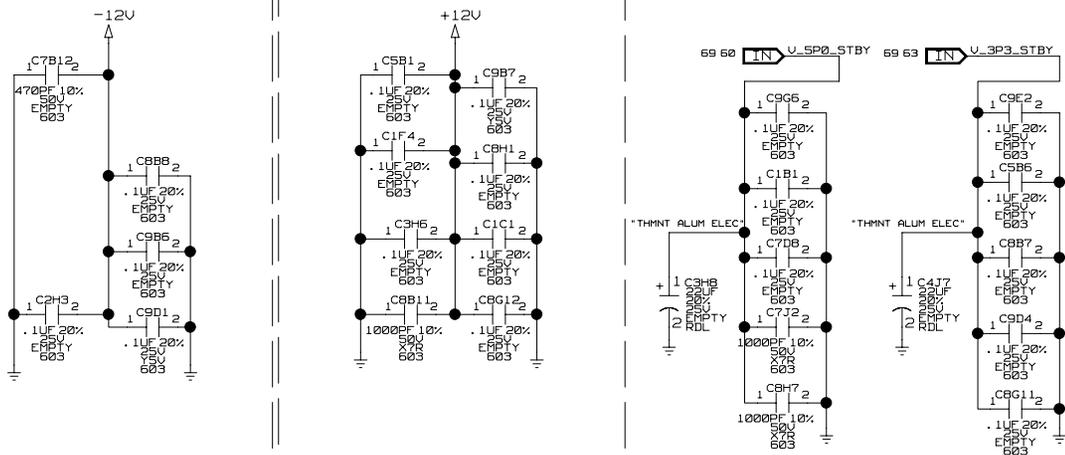 -12V
1 C7B12 2
470PF 10%
50V
EMPTY
603
1 C8B8 2
.1UF 20%
25V
EMPTY
603
1 C9B6 2
.1UF 20%
25V
EMPTY
603
1 C2H3 2
.1UF 20%
25V
EMPTY
603
1 C9D1 2
.1UF 20%
25V
Y5V
603
+12V
1 C5B1 2
.1UF 20%
25V
EMPTY
603
1 C9B7 2
.1UF 20%
25V
Y5V
603
1 C1F4 2
.1UF 20%
25V
EMPTY
603
1 C8H1 2
.1UF 20%
25V
EMPTY
603
1 C3H6 2
.1UF 20%
25V
EMPTY
603
1 C1C1 2
.1UF 20%
25V
EMPTY
603
1 C8B11 2
1000PF 10%
50V
X7R
603
1 C8G12 2
.1UF 20%
25V
EMPTY
603
69 60 IN V_5P0_STBY
1 C9G6 2
.1UF 20%
25V
EMPTY
603
1 C1B1 2
.1UF 20%
25V
EMPTY
603
"THMNT ALUM ELEC"
1 C7D8 2
.1UF 20%
25V
EMPTY
603
+ 1 C3H8
22UF
20%
25V
EMPTY
2 RDL
1 C7J2 2
1000PF 10%
50V
X7R
603
1 C8H7 2
1000PF 10%
50V
X7R
603
69 63 IN V_3P3_STBY
1 C9E2 2
.1UF 20%
25V
EMPTY
603
1 C5B6 2
.1UF 20%
25V
EMPTY
603
"THMNT ALUM ELEC"
1 C8B7 2
.1UF 20%
25V
EMPTY
603
+ 1 C4J7
22UF
20%
25V
EMPTY
2 RDL
1 C9D4 2
.1UF 20%
25V
EMPTY
603
1 C8G11 2
.1UF 20%
25V
EMPTY
603